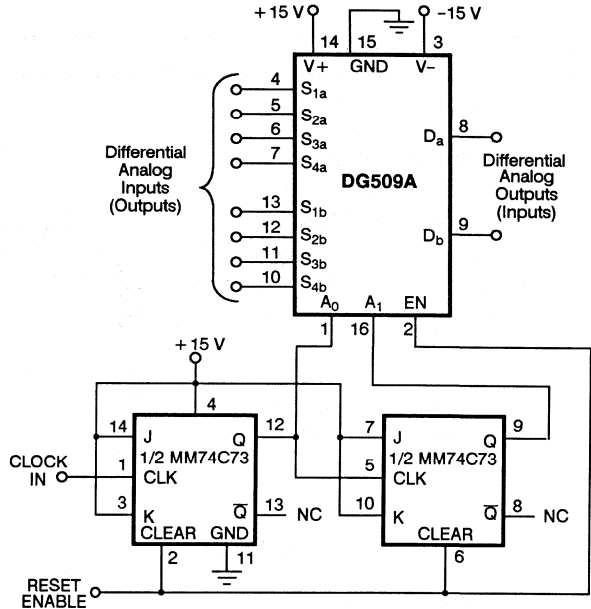 +15 V
-15 V
14
15
3
V+
GND
V-
4
S1a
5
S2a
6
S3a
7
S4a
13
S1b
12
S2b
11
S3b
10
S4b
Differential
Analog
Inputs
(Outputs)
DG509A
Da
8
Db
9
Differential
Analog
Outputs
(Inputs)
A0
A1
EN
1
16
2
+15 V
4
14
J
Q
12
1/2 MM74C73
CLOCK
IN
1
CLK
3
K
Q
13
NC
CLEAR
GND
2
11
7
J
Q
9
1/2 MM74C73
5
CLK
10
K
Q
8
NC
CLEAR
6
RESET
ENABLE